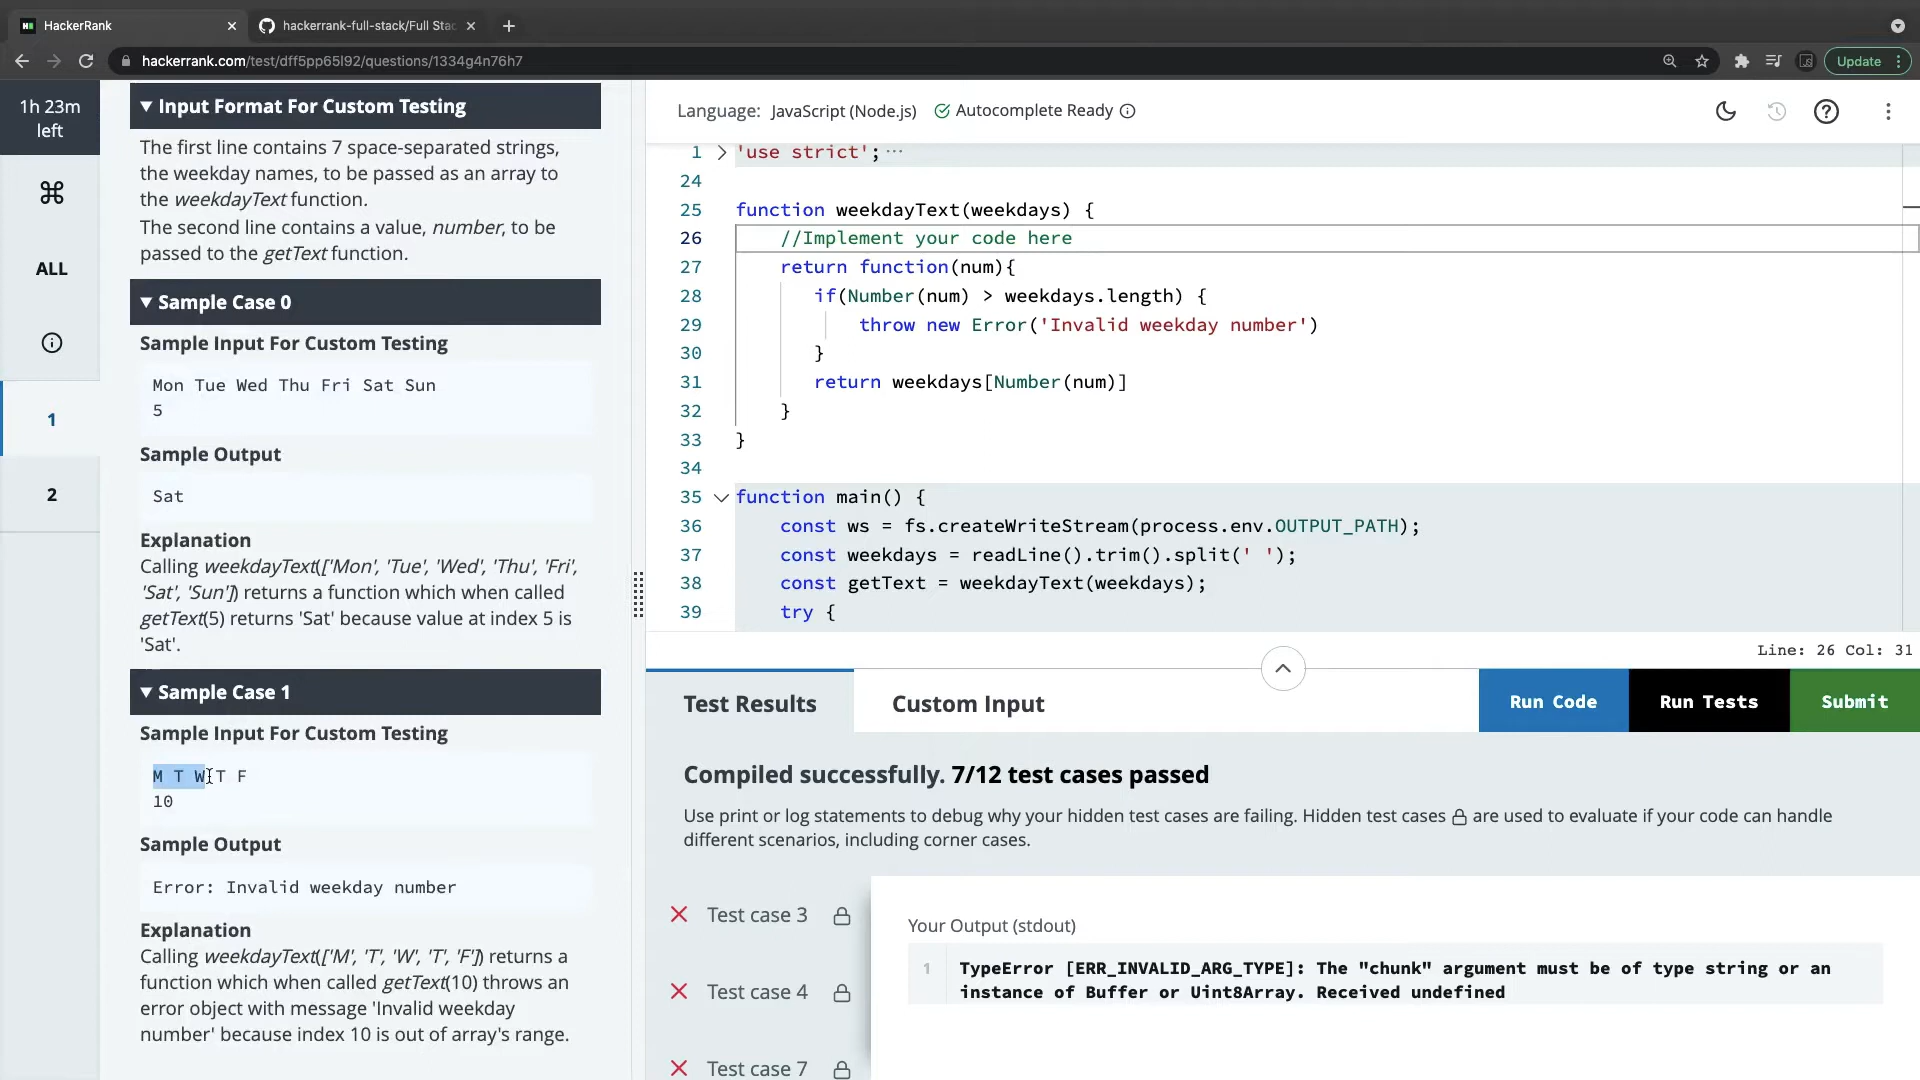 HackerRank
hackerrank-full-stack/Full Stac
hackerrank.com/test/dff5pp65l92/questions/1334g4n76h7
Update
1h 23m
left
ALL
1
2
Input Format For Custom Testing
The first line contains 7 space-separated strings,
the weekday names, to be passed as an array to
the weekdayText function.
The second line contains a value, number, to be
passed to the getText function.
Sample Case 0
Sample Input For Custom Testing
Mon Tue Wed Thu Fri Sat Sun
5
Sample Output
Sat
Explanation
Calling weekdayText(['Mon', 'Tue', 'Wed', 'Thu', 'Fri',
'Sat', 'Sun']) returns a function which when called
getText(5) returns 'Sat' because value at index 5 is
'Sat'.
Sample Case 1
Sample Input For Custom Testing
M T W T F
10
Sample Output
Error: Invalid weekday number
Explanation
Calling weekdayText(['M', 'T', 'W', 'T', 'F']) returns a
function which when called getText(10) throws an
error object with message 'Invalid weekday
number' because index 10 is out of array's range.
Language: JavaScript (Node.js) Autocomplete Ready
1 'use strict';···
24
25 function weekdayText(weekdays) {
26 //Implement your code here
27 return function(num){
28 if(Number(num) > weekdays.length) {
29 throw new Error('Invalid weekday number')
30 }
31 return weekdays[Number(num)]
32 }
33 }
34
35 function main() {
36 const ws = fs.createWriteStream(process.env.OUTPUT_PATH);
37 const weekdays = readLine().trim().split(' ');
38 const getText = weekdayText(weekdays);
39 try {
Line: 26 Col: 31
Test Results
Custom Input
Run Code
Run Tests
Submit
Compiled successfully. 7/12 test cases passed
Use print or log statements to debug why your hidden test cases are failing. Hidden test cases are used to evaluate if your code can handle
different scenarios, including corner cases.
Test case 3
Test case 4
Test case 7
Your Output (stdout)
1 TypeError [ERR_INVALID_ARG_TYPE]: The "chunk" argument must be of type string or an
instance of Buffer or Uint8Array. Received undefined